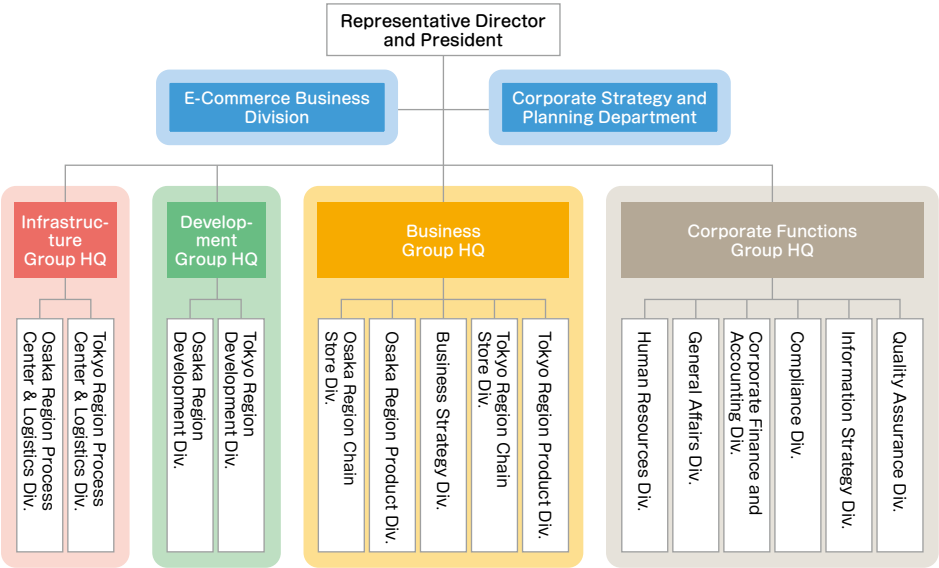 Representative Director
and President
E-Commerce Business
Division
Corporate Strategy and
Planning Department
Infrastruc-
ture
Group HQ
Develop-
ment
Group HQ
Business
Group HQ
Corporate Functions
Group HQ
Osaka Region Process
Center & Logistics Div.
Tokyo Region Process
Center & Logistics Div.
Osaka Region
Development Div.
Tokyo Region
Development Div.
Osaka Region Chain
Store Div.
Osaka Region Product Div.
Business Strategy Div.
Tokyo Region Chain
Store Div.
Tokyo Region Product Div.
Human Resources Div.
General Affairs Div.
Corporate Finance and
Accounting Div.
Compliance Div.
Information Strategy Div.
Quality Assurance Div.